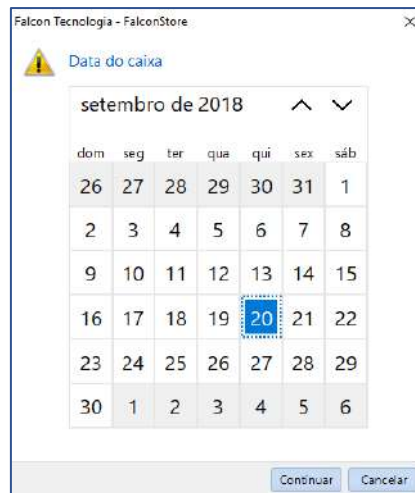 Falcon Tecnologia - FalconStore
Data do caixa
setembro de 2018
dom seg ter qua qui sex sáb
26 27 28 29 30 31 1
2 3 4 5 6 7 8
9 10 11 12 13 14 15
16 17 18 19 20 21 22
23 24 25 26 27 28 29
30 1 2 3 4 5 6
Continuar Cancelar